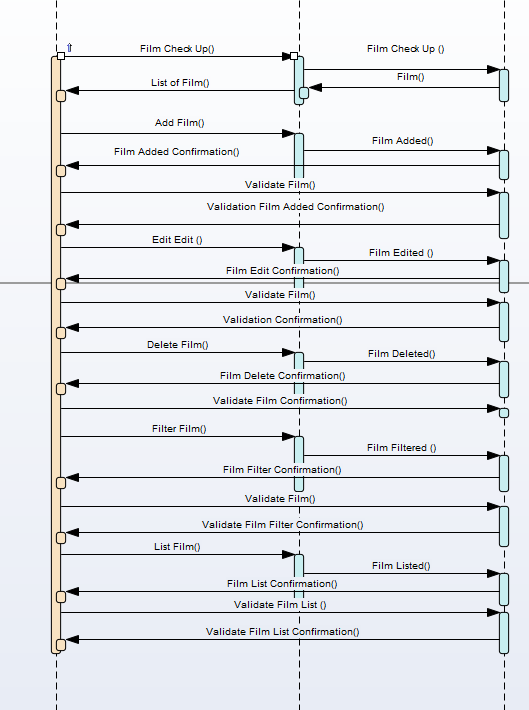 Film Check Up()
Film Check Up ()
Film()
List of Film()
Add Film()
Film Added()
Film Added Confirmation()
Validate Film()
Validation Film Added Confirmation()
Edit Edit ()
Film Edited ()
Film Edit Confirmation()
Validate Film()
Validation Confirmation()
Delete Film()
Film Deleted()
Film Delete Confirmation()
Validate Film Confirmation()
Filter Film()
Film Filtered ()
Film Filter Confirmation()
Validate Film()
Validate Film Filter Confirmation()
List Film()
Film Listed()
Film List Confirmation()
Validate Film List ()
Validate Film List Confirmation()